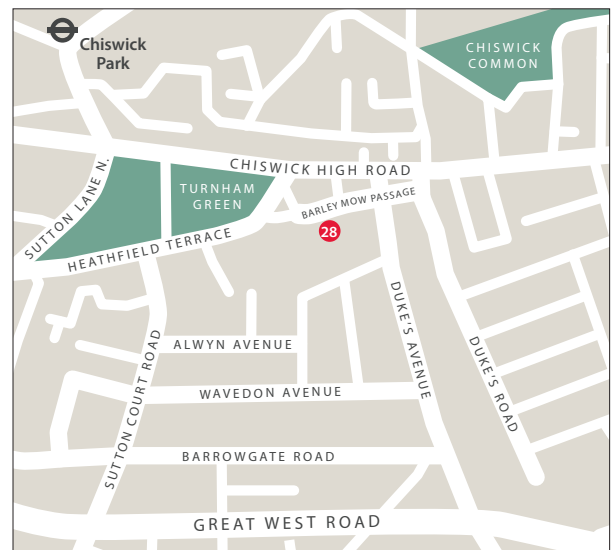 Chiswick
Park
CHISWICK
COMMON
CHISWICK HIGH ROAD
SUTTON LANE N.
TURNHAM
GREEN
BARLEY MOW PASSAGE
HEATHFIELD TERRACE
28
DUKE'S AVENUE
DUKE'S ROAD
SUTTON COURT ROAD
ALWYN AVENUE
WAVEDON AVENUE
BARROWGATE ROAD
GREAT WEST ROAD